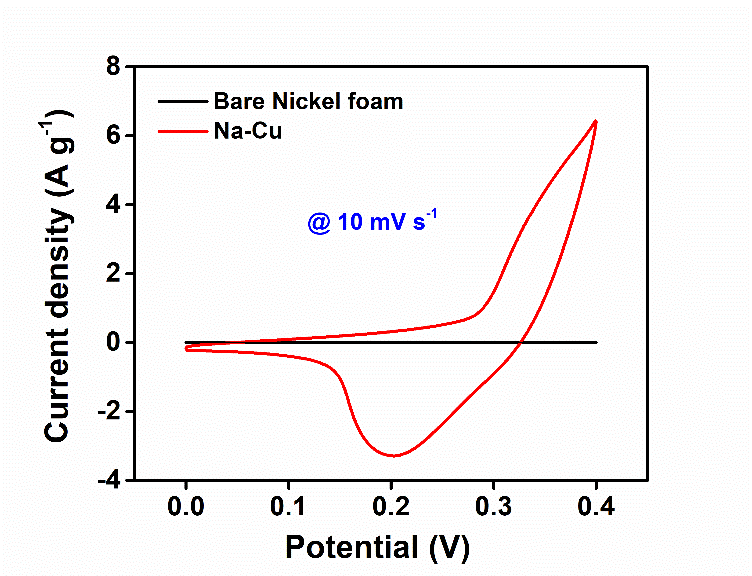 8
6
4
2
0
-2
-4
Current density (A g⁻¹)
Bare Nickel foam
Na-Cu
@ 10 mV s⁻¹
0.0 0.1 0.2 0.3 0.4
Potential (V)